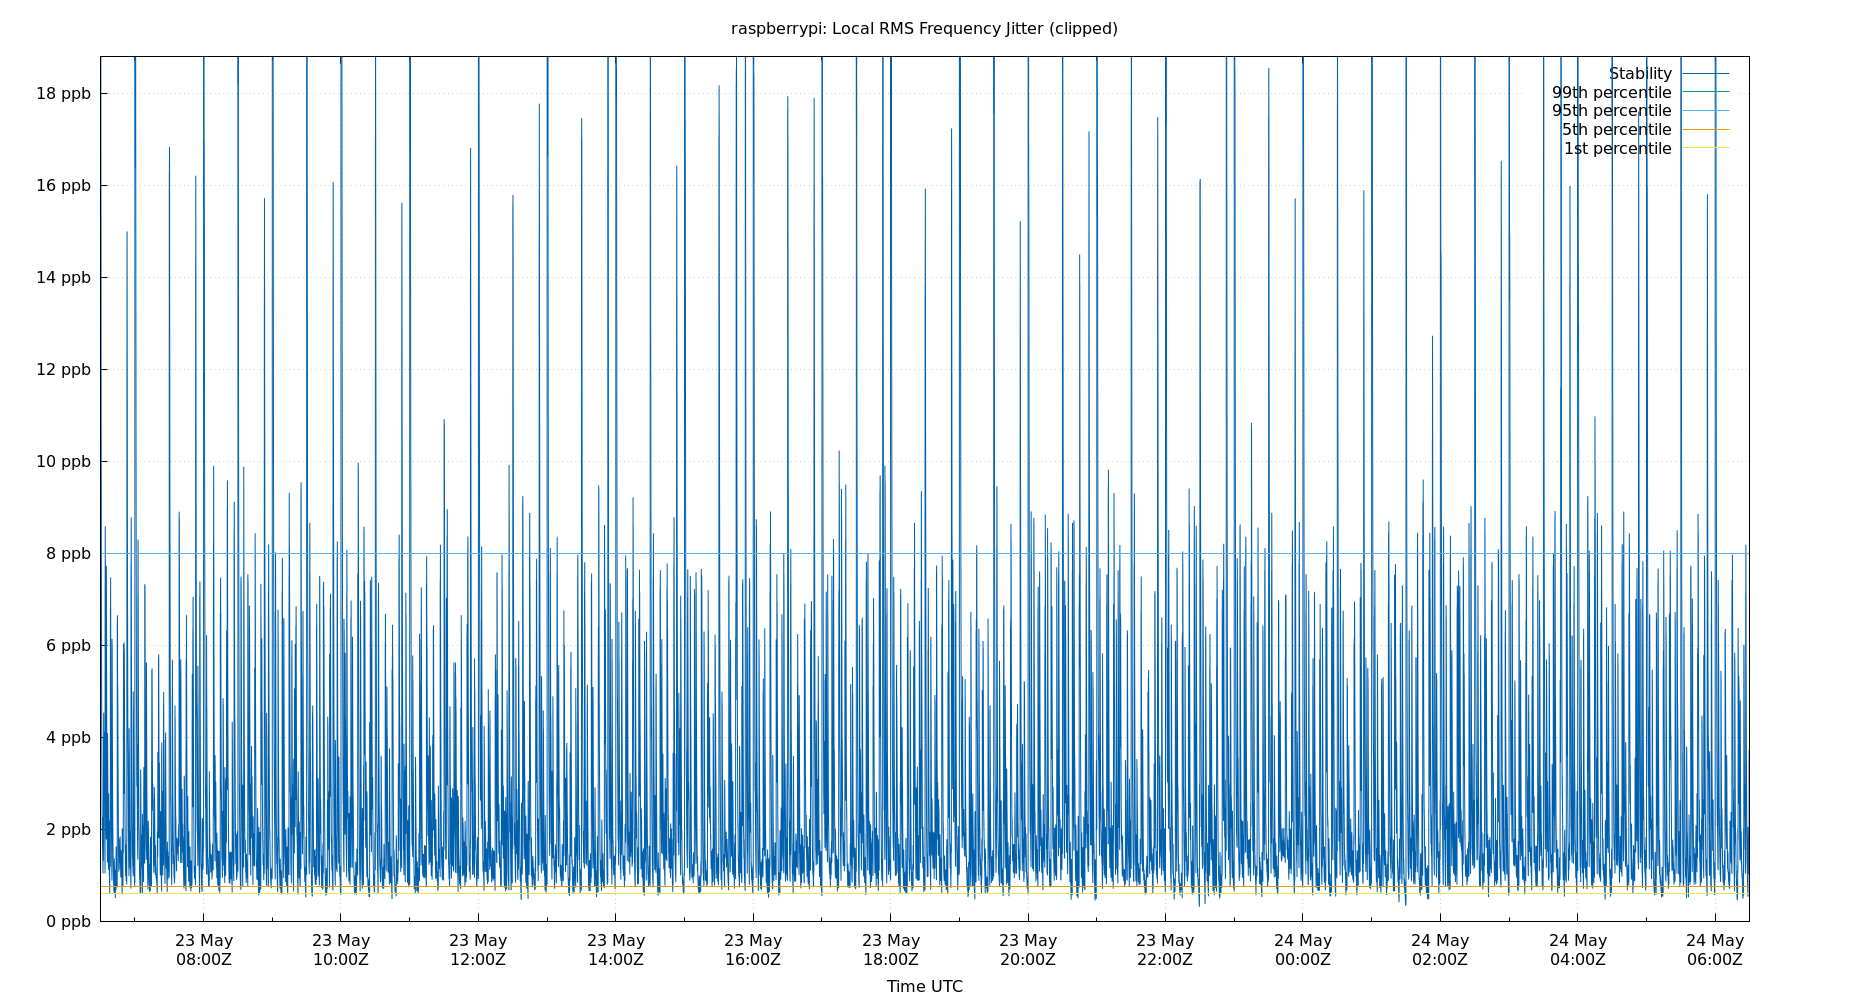 raspberrypi: Local RMS Frequency Jitter (clipped)
Stability
99th percentile
95th percentile
5th percentile
1st percentile
18 ppb
16 ppb
14 ppb
12 ppb
10 ppb
8 ppb
6 ppb
4 ppb
2 ppb
0 ppb
23 May 23 May 23 May 23 May 23 May 23 May 23 May 23 May 24 May 24 May 24 May 24 May
08:00Z 10:00Z 12:00Z 14:00Z 16:00Z 18:00Z 20:00Z 22:00Z 00:00Z 02:00Z 04:00Z 06:00Z
Time UTC